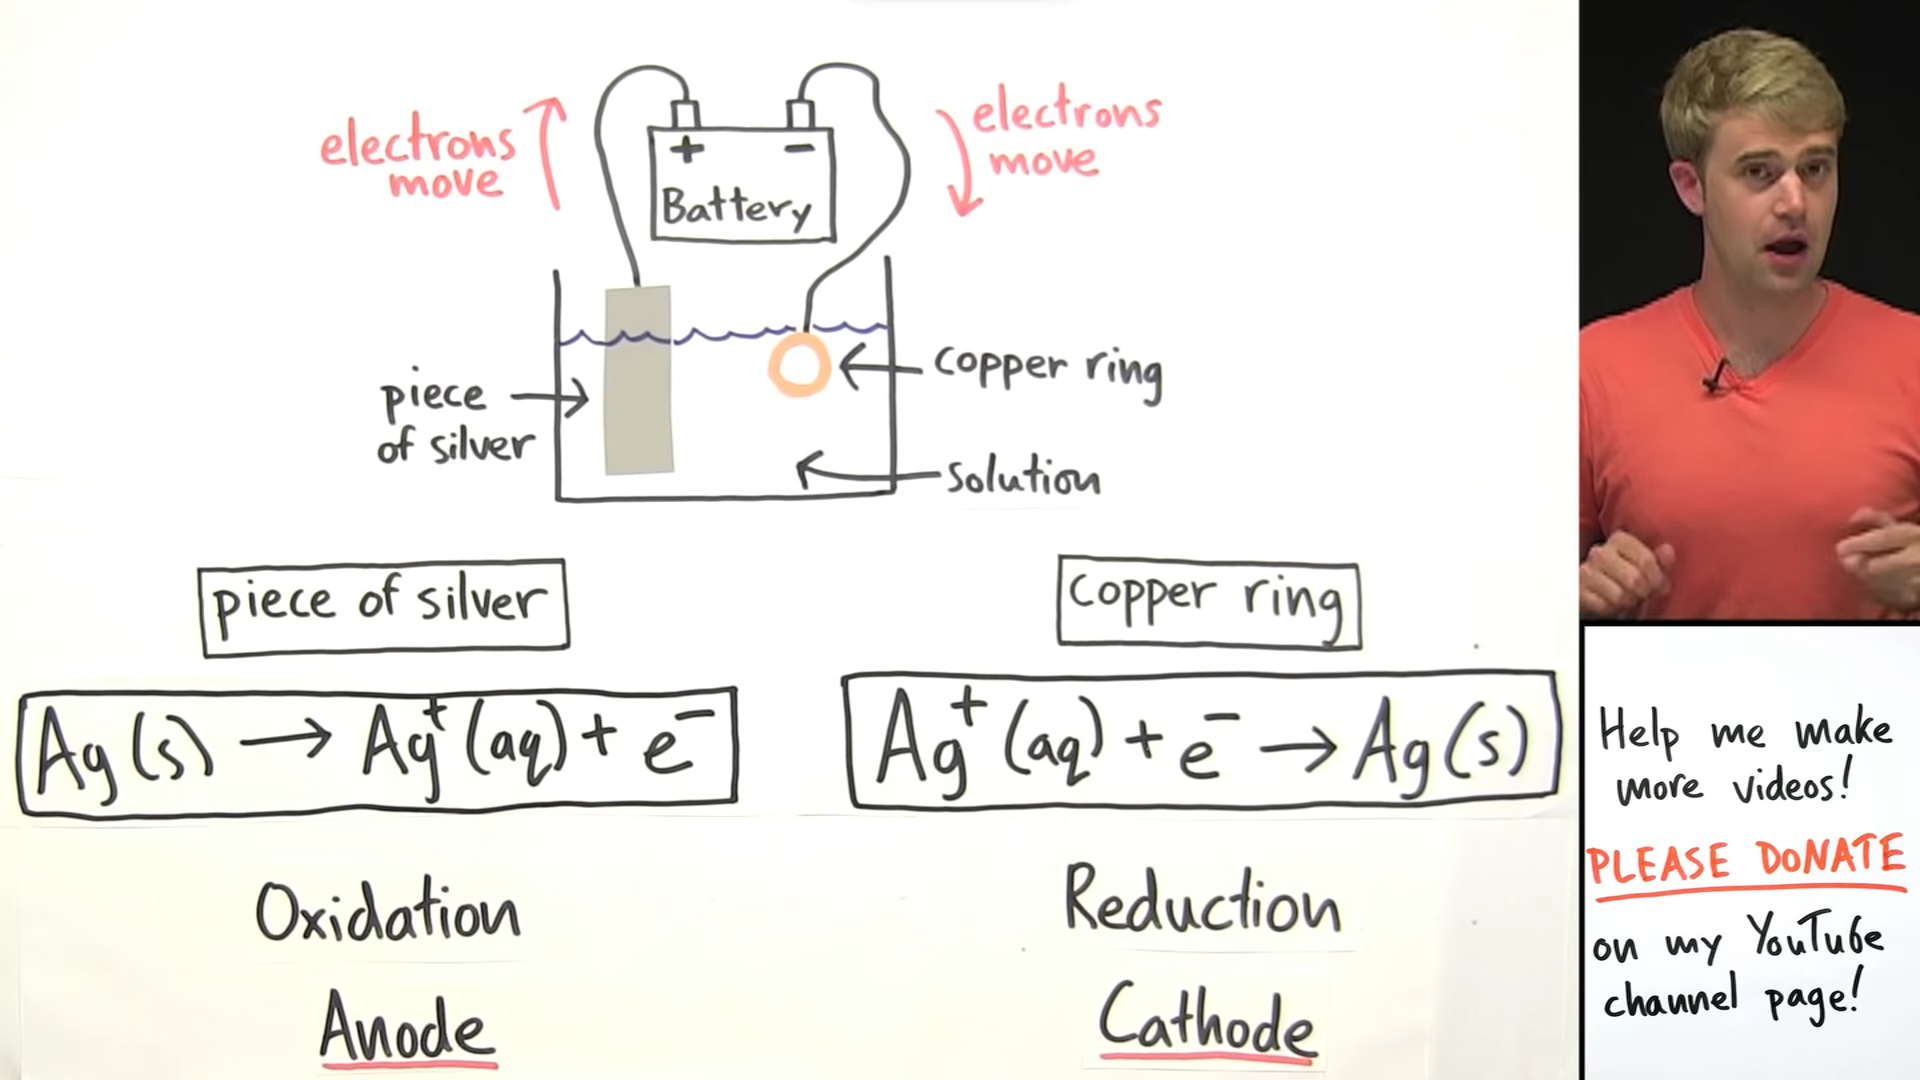 electrons
move
electrons
move
+ −
Battery
piece
of silver
copper ring
solution
piece of silver
copper ring
Ag(s) → Ag⁺(aq) + e⁻
Ag⁺(aq) + e⁻ → Ag(s)
Oxidation
Reduction
Anode
Cathode
Help me make
more videos!
PLEASE DONATE
on my YouTube
channel page!